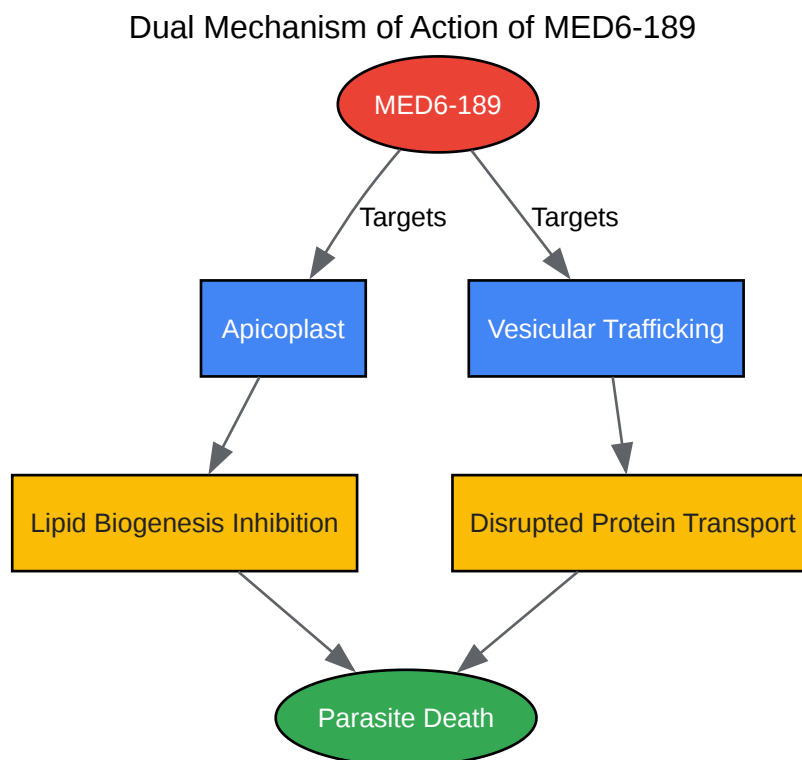 Dual Mechanism of Action of MED6-189
MED6-189
Targets
Targets
Apicoplast
Vesicular Trafficking
Lipid Biogenesis Inhibition
Disrupted Protein Transport
Parasite Death